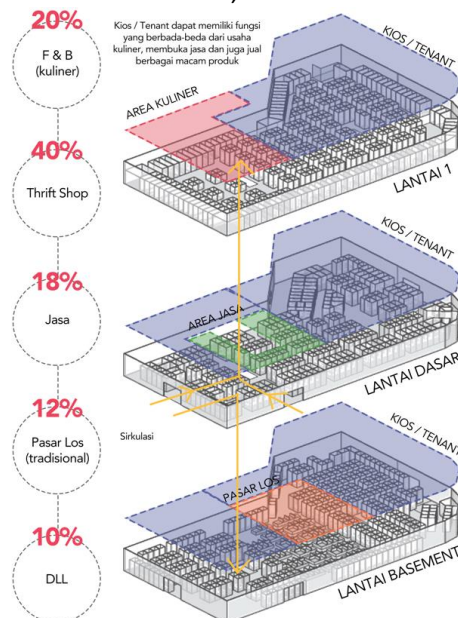 20%
F & B
(kuliner)
40%
Thrift Shop
18%
Jasa
12%
Pasar Los
(tradisional)
10%
DLL
Kios / Tenant dapat memiliki fungsi
yang berbada-beda dari usaha
kuliner, membuka jasa dan juga jual
berbagai macam produk
KIOS / TENANT
AREA KULINER
LANTAI 1
KIOS / TENANT
AREA JASA
LANTAI DASAR
Sirkulasi
KIOS / TENANT
PASAR LOS
LANTAI BASEMENT